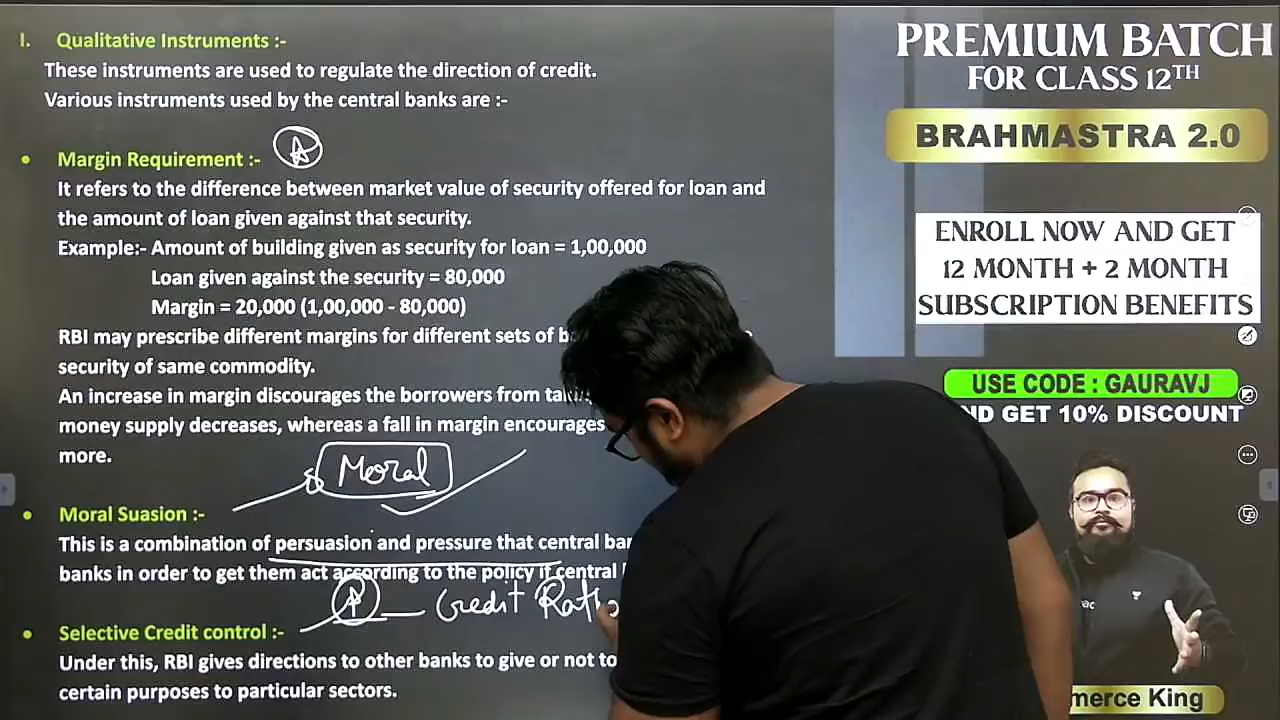 I. Qualitative Instruments :-
These instruments are used to regulate the direction of credit.
Various instruments used by the central banks are :-
• Margin Requirement :-
It refers to the difference between market value of security offered for loan and
the amount of loan given against that security.
Example:- Amount of building given as security for loan = 1,00,000
Loan given against the security = 80,000
Margin = 20,000 (1,00,000 - 80,000)
RBI may prescribe different margins for different sets of
security of same commodity.
An increase in margin discourages the borrowers from
money supply decreases, whereas a fall in margin encourages
more.
Moral
• Moral Suasion :-
This is a combination of persuasion and pressure that central
banks in order to get them act according to the policy if central
Credit
• Selective Credit control :-
Under this, RBI gives directions to other banks to give or not to
certain purposes to particular sectors.
PREMIUM BATCH
FOR CLASS 12TH
BRAHMASTRA 2.0
ENROLL NOW AND GET
12 MONTH + 2 MONTH
SUBSCRIPTION BENEFITS
USE CODE : GAURAVJ
GET 10% DISCOUNT
King